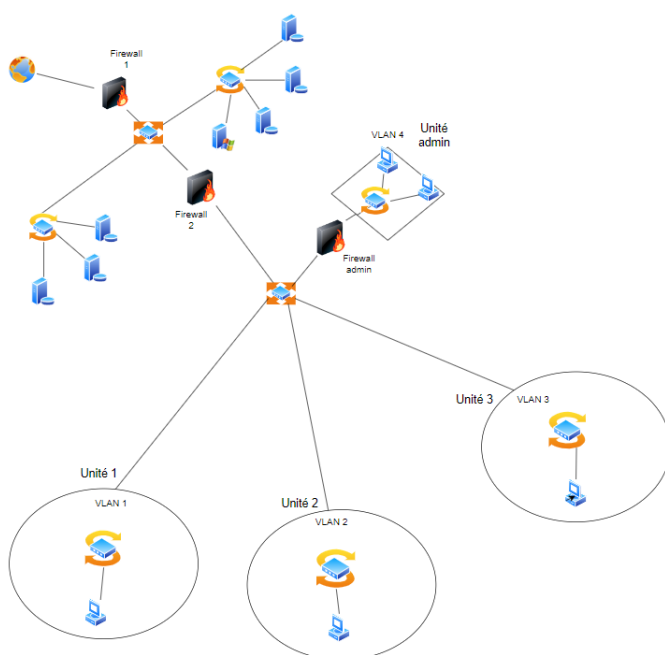 Firewall
1
VLAN 4
Unité
admin
Firewall
2
Firewall
admin
Unité 3
VLAN 3
Unité 1
VLAN 1
Unité 2
VLAN 2